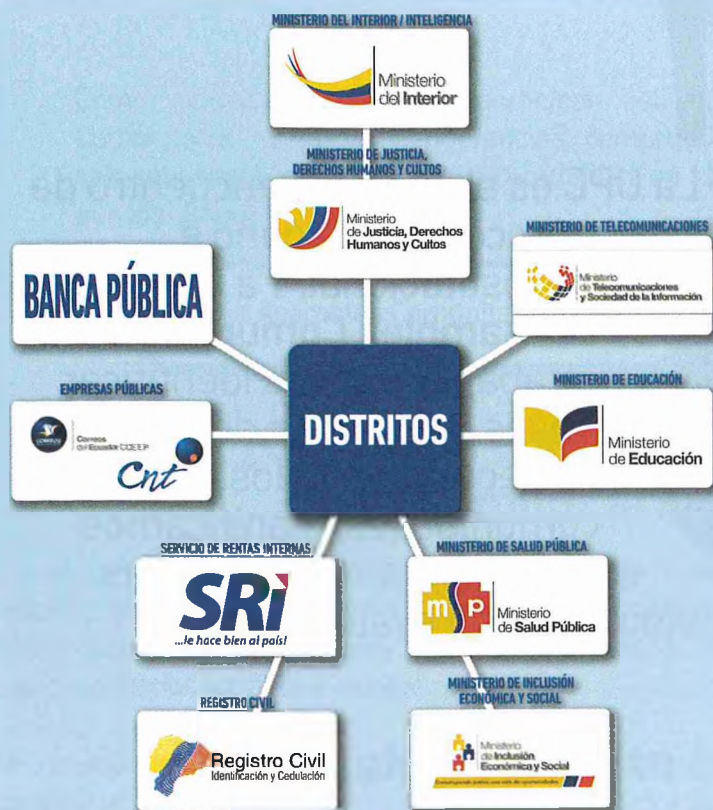 MINISTERIO DEL INTERIOR / INTELIGENCIA
Ministerio
del Interior
MINISTERIO DE JUSTICIA,
DERECHOS HUMANOS Y CULTOS
Ministerio
de Justicia, Derechos
Humanos y Cultos
MINISTERIO DE TELECOMUNICACIONES
Ministerio
de Telecomunicaciones
y Sociedad de la Información
BANCA PÚBLICA
EMPRESAS PÚBLICAS
Correos
del Ecuador CDE E.P.
Cnt
DISTRITOS
MINISTERIO DE EDUCACIÓN
Ministerio
de Educación
SERVICIO DE RENTAS INTERNAS
SRi
...le hace bien al país!
MINISTERIO DE SALUD PÚBLICA
msp
Ministerio
de Salud Pública
REGISTRO CIVIL
Registro Civil
Identificación y Cedulación
MINISTERIO DE INCLUSIÓN
ECONÓMICA Y SOCIAL
Ministerio
de Inclusión
Económica y Social